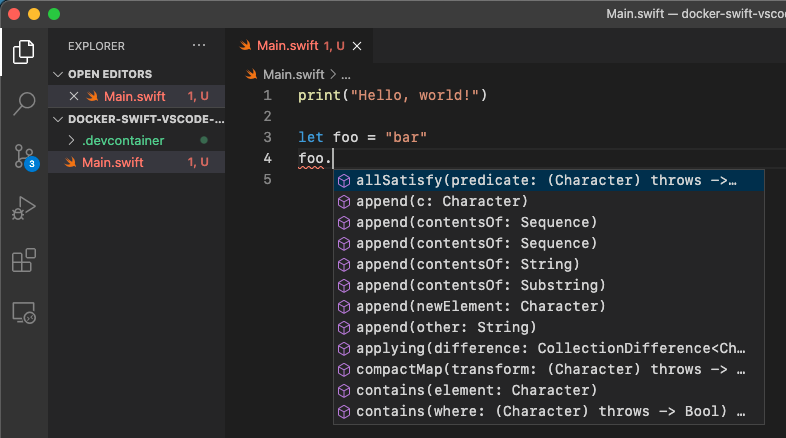 Main.swift — docker-swift-vscode
EXPLORER ...
OPEN EDITORS
Main.swift 1, U
DOCKER-SWIFT-VSCODE-...
.devcontainer
Main.swift 1, U
3
Main.swift 1, U
Main.swift > ...
1 print("Hello, world!")
2
3 let foo = "bar"
4 foo.
5
allSatisfy(predicate: (Character) throws ->…
append(c: Character)
append(contentsOf: Sequence)
append(contentsOf: Sequence)
append(contentsOf: String)
append(contentsOf: Substring)
append(newElement: Character)
append(other: String)
applying(difference: CollectionDifference<Ch…
compactMap(transform: (Character) throws -> …
contains(element: Character)
contains(where: (Character) throws -> Bool) …